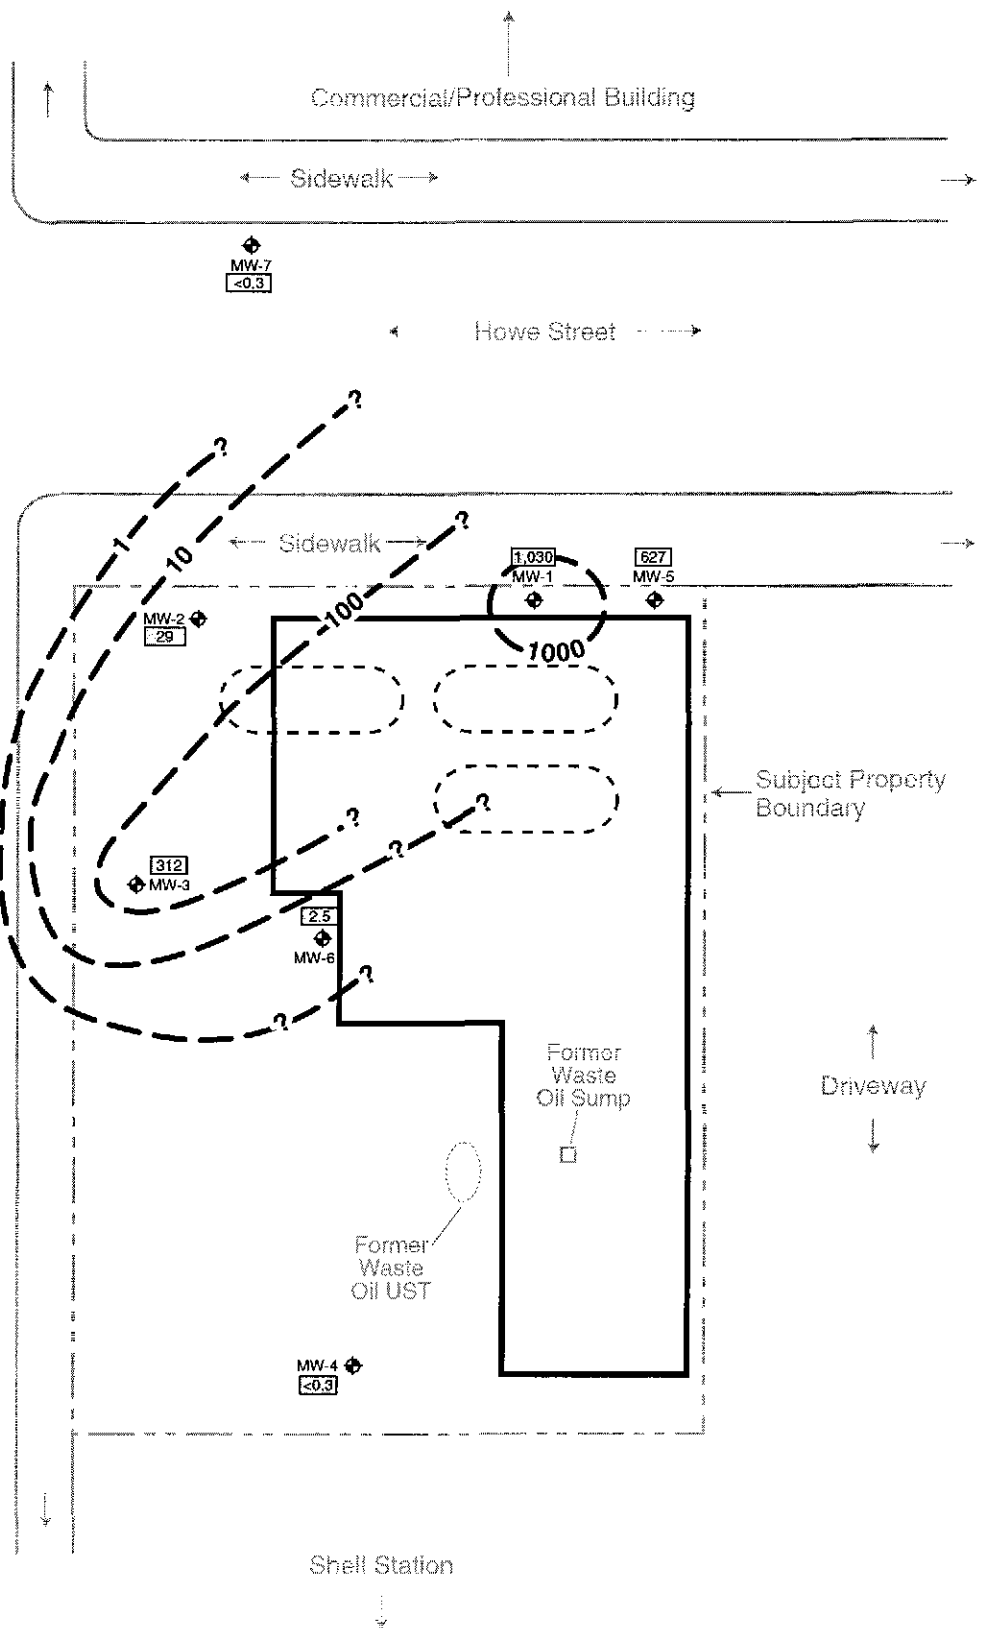 Commercial/Professional Building
Sidewalk
MW-7
<0.3
Howe Street
?
?
1
10
Sidewalk
?
1,030
MW-1
627
MW-5
MW-2
29
100
1000
Subject Property
Boundary
?
?
?
312
MW-3
2.5
MW-6
?
?
Former
Waste
Oil Sump
Driveway
Former
Waste
Oil UST
MW-4
<0.3
Shell Station